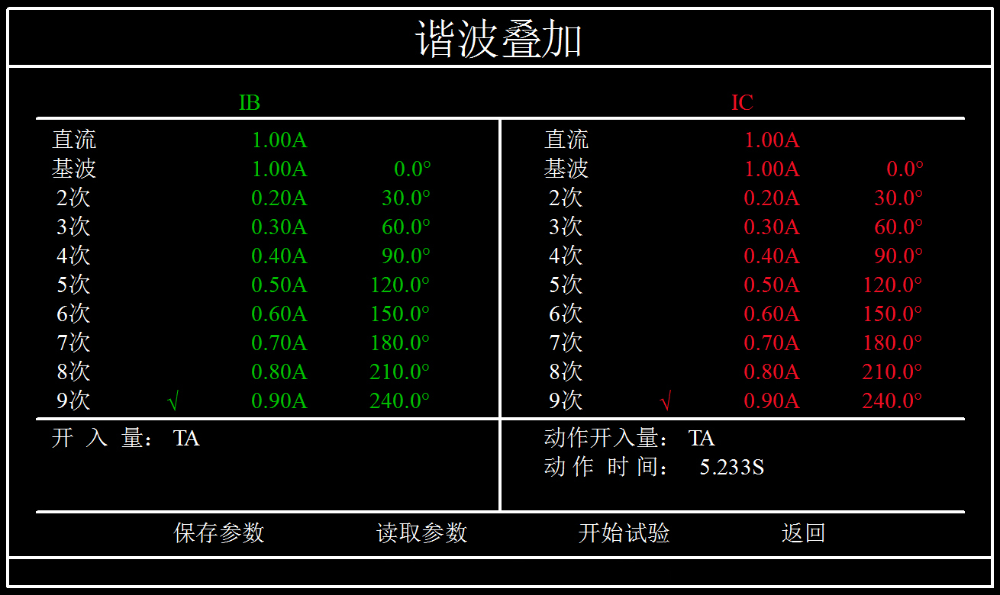 谐波叠加
IB IC
直流 1.00A 直流 1.00A
基波 1.00A 0.0° 基波 1.00A 0.0°
2次 0.20A 30.0° 2次 0.20A 30.0°
3次 0.30A 60.0° 3次 0.30A 60.0°
4次 0.40A 90.0° 4次 0.40A 90.0°
5次 0.50A 120.0° 5次 0.50A 120.0°
6次 0.60A 150.0° 6次 0.60A 150.0°
7次 0.70A 180.0° 7次 0.70A 180.0°
8次 0.80A 210.0° 8次 0.80A 210.0°
9次 √ 0.90A 240.0° 9次 √ 0.90A 240.0°
开 入 量： TA 动作开入量： TA
动 作 时 间： 5.233S
保存参数 读取参数 开始试验 返回